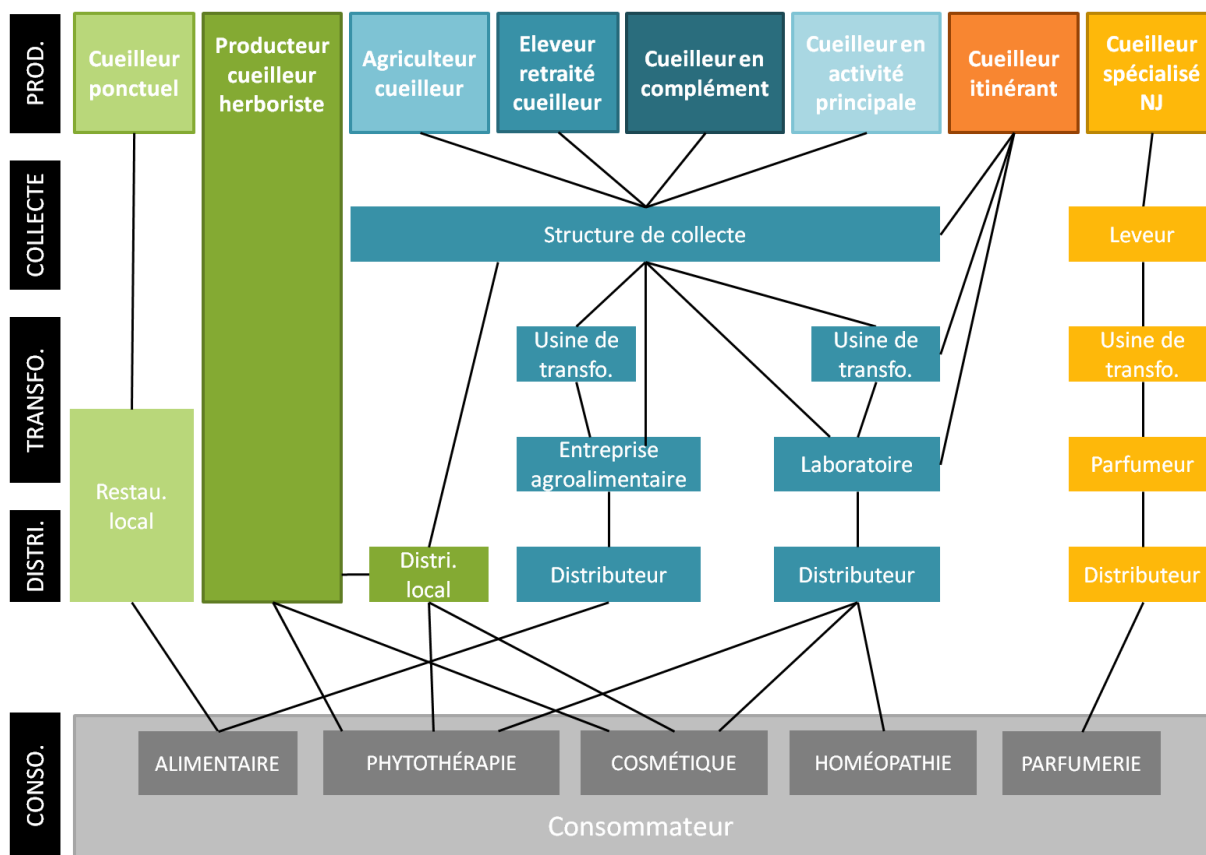 PROD.
Cueilleur
ponctuel
Producteur
cueilleur
herboriste
Agriculteur
cueilleur
Eleveur
retraité
cueilleur
Cueilleur en
complément
Cueilleur en
activité
principale
Cueilleur
itinérant
Cueilleur
spécialisé
NJ
COLLECTE
Structure de collecte
Leveur
TRANSFO.
Usine de
transfo.
Usine de
transfo.
Usine de
transfo.
Entreprise
agroalimentaire
Laboratoire
Parfumeur
Restau.
local
DISTRI.
Distri.
local
Distributeur
Distributeur
Distributeur
CONSO.
ALIMENTAIRE
PHYTOTHÉRAPIE
COSMÉTIQUE
HOMÉOPATHIE
PARFUMERIE
Consommateur